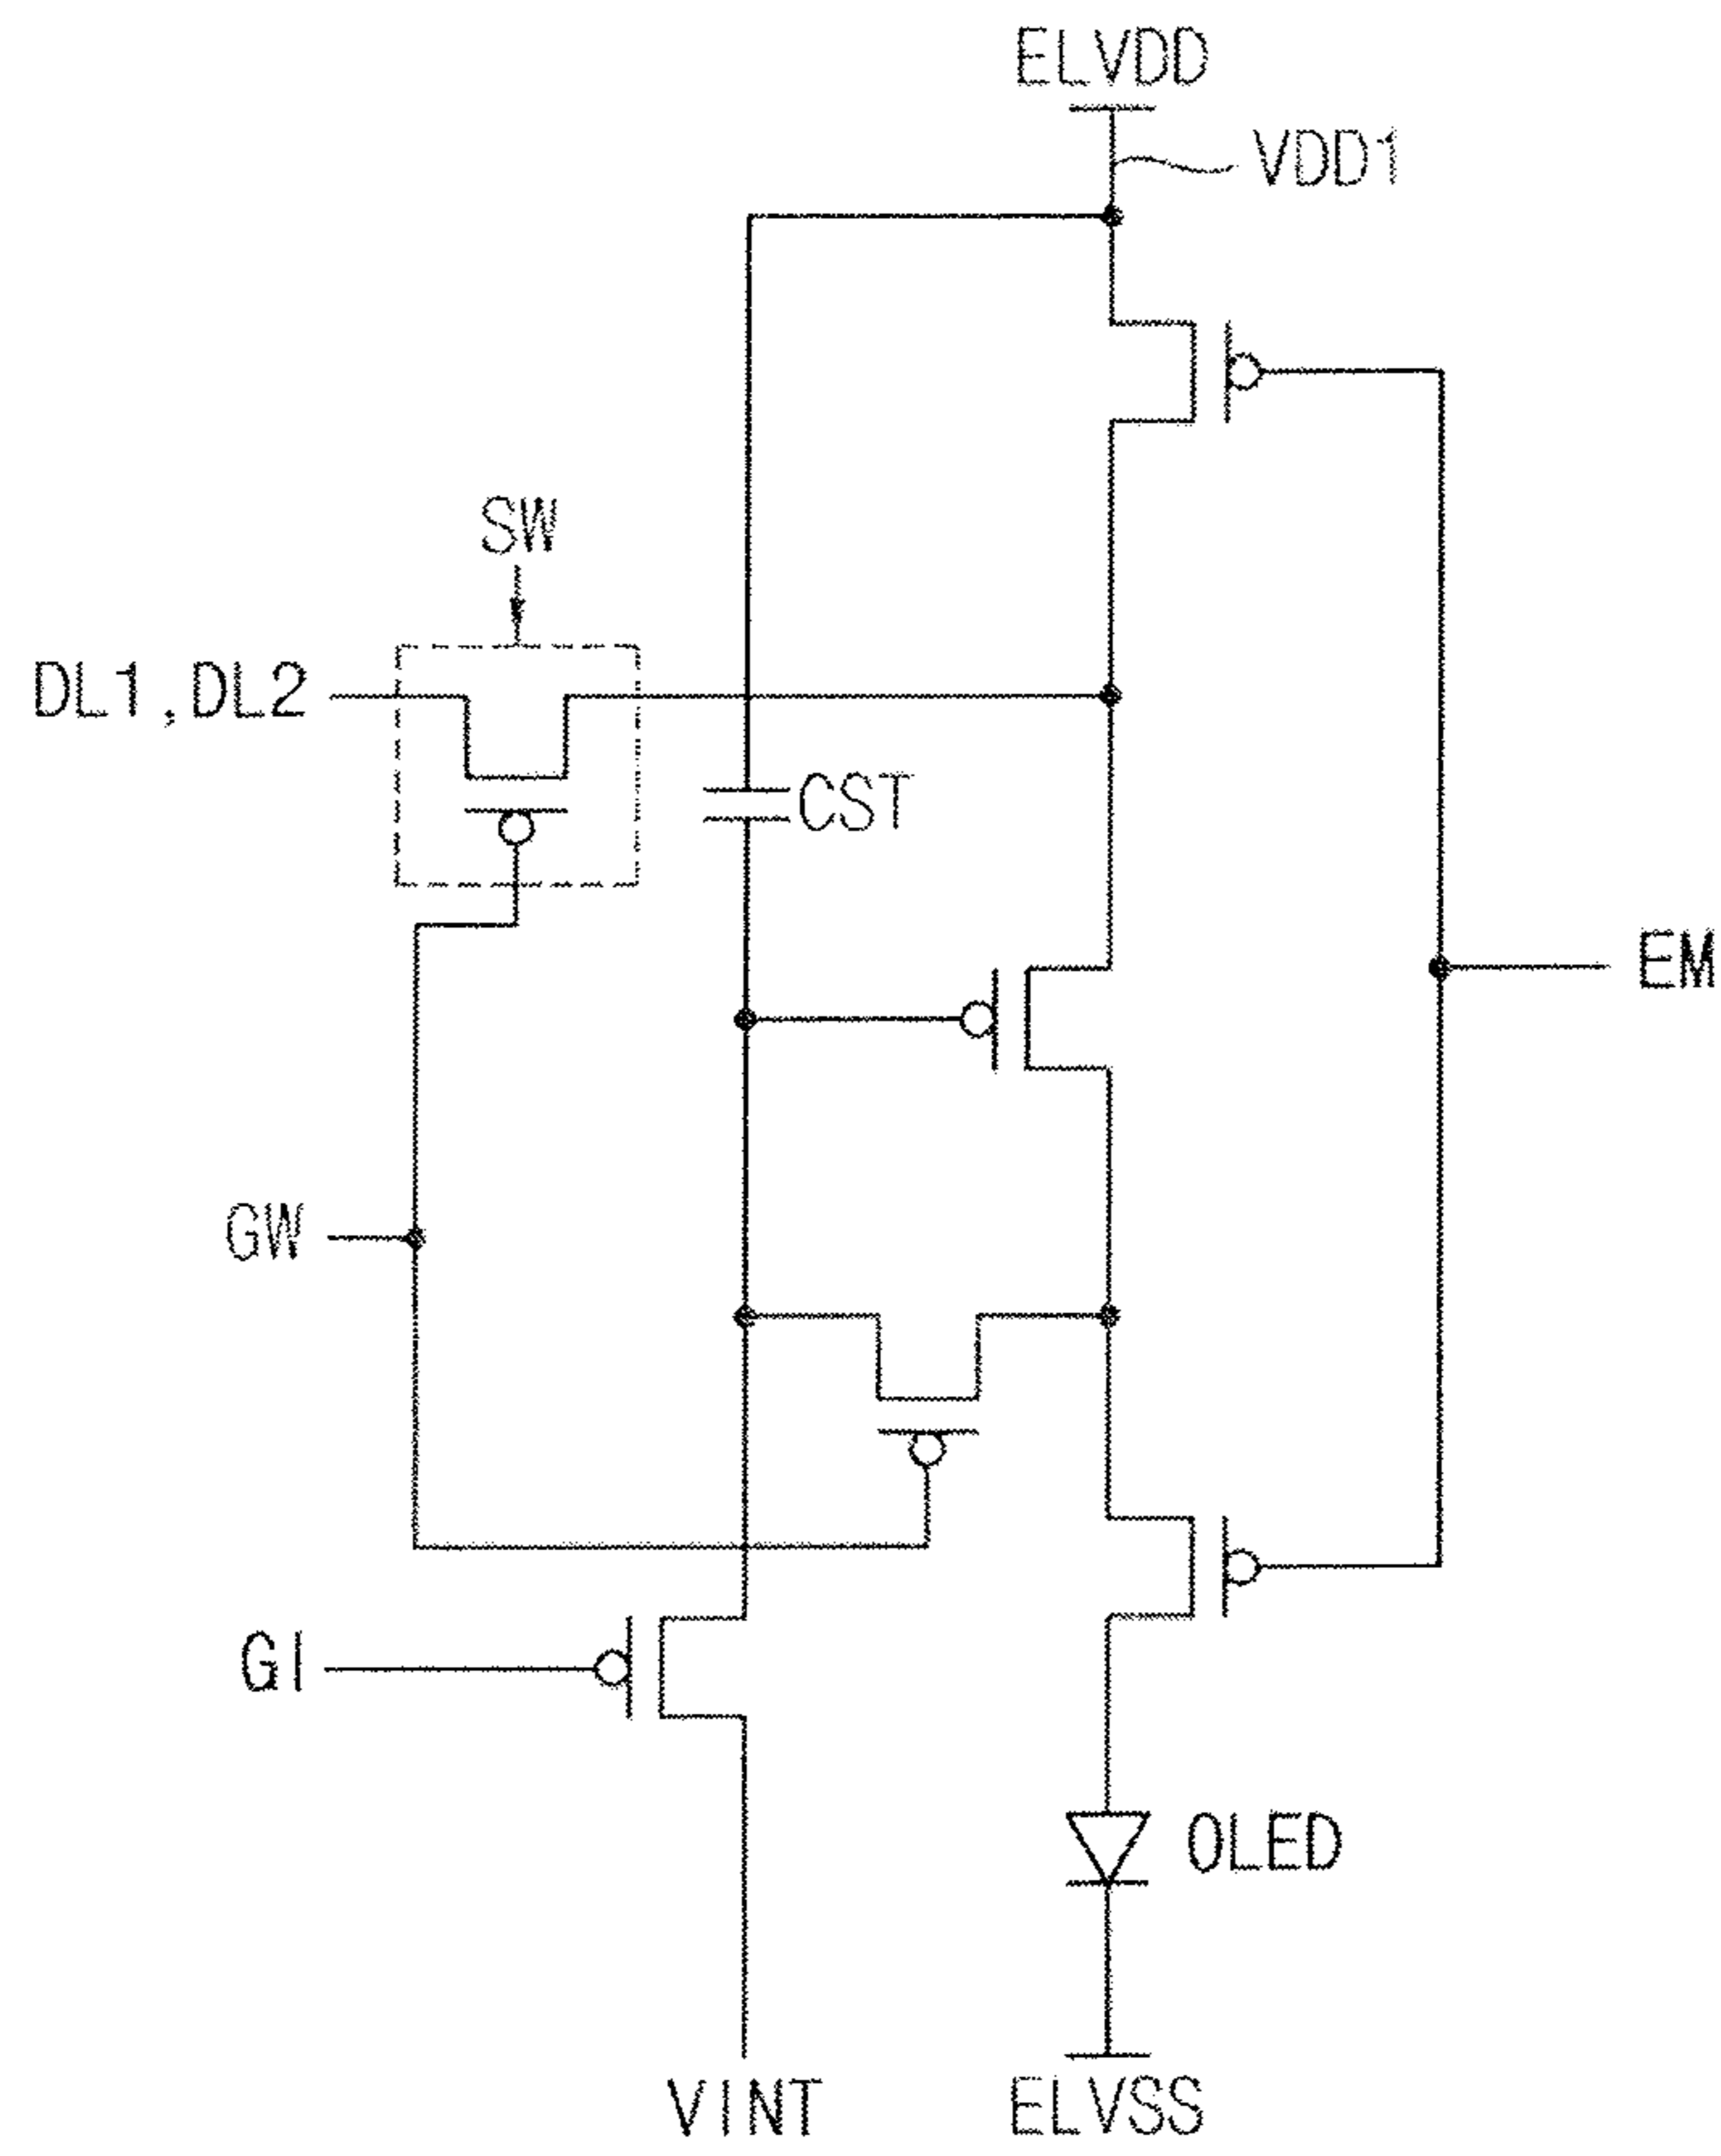 ELVDD
VDD1
SW
DL1,DL2
CST
EM
GW
GI
OLED
VINT
ELVSS